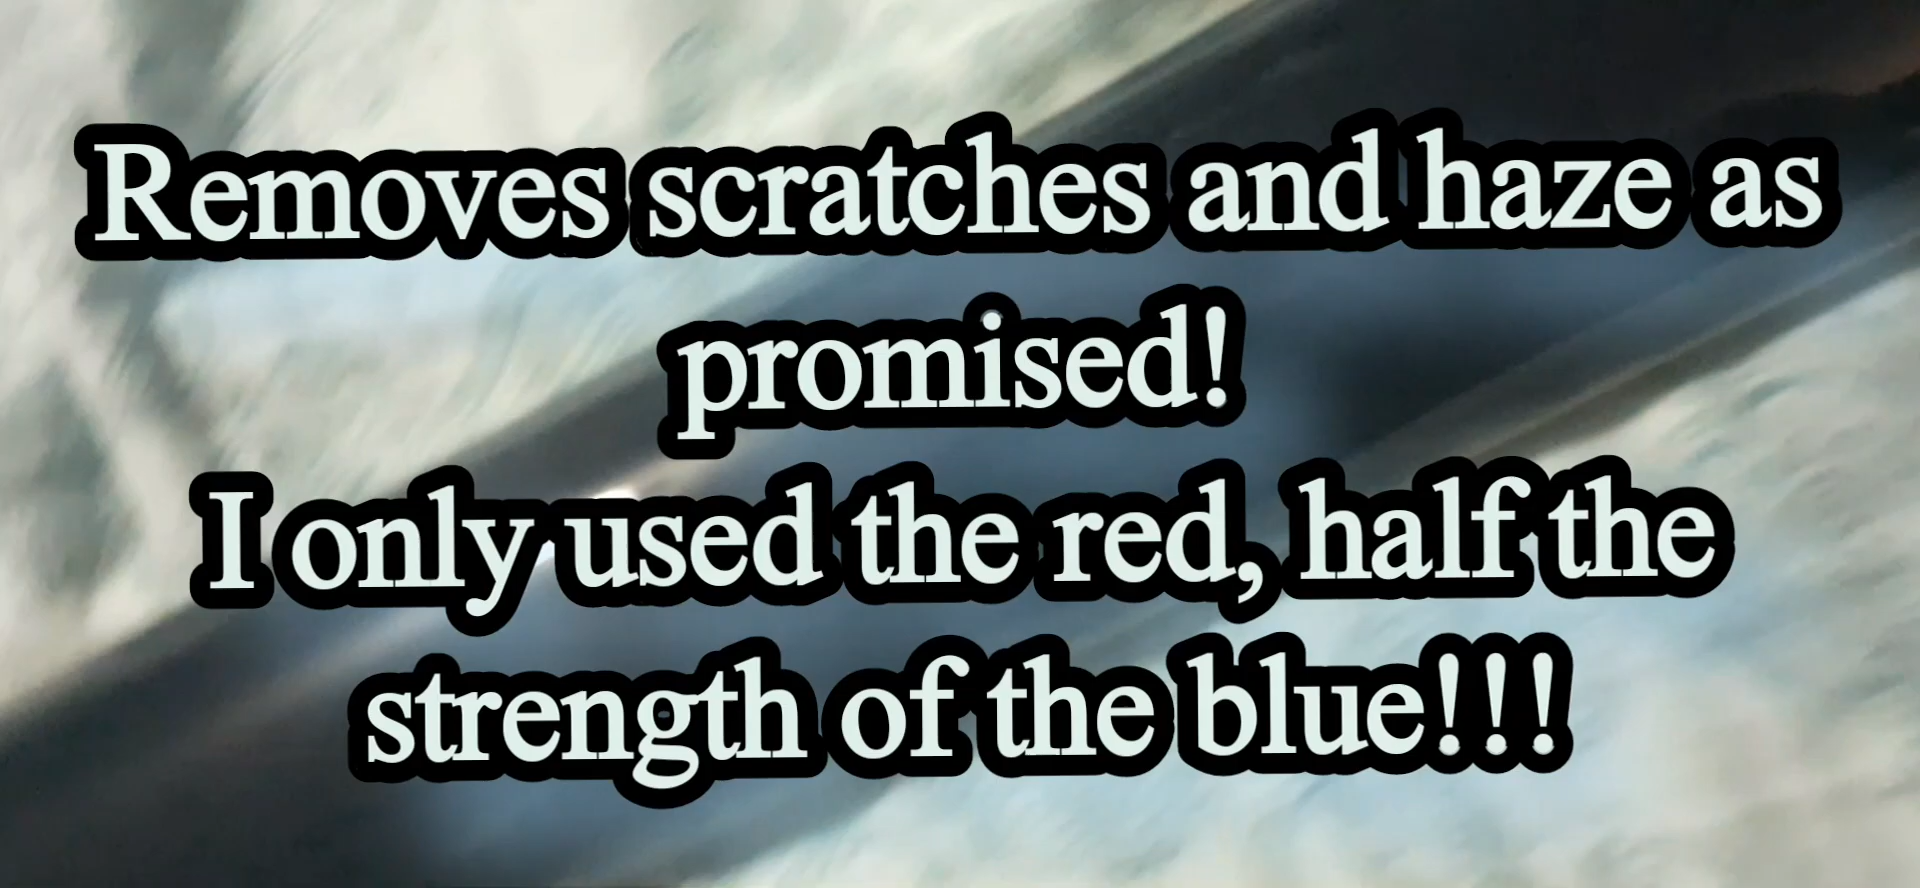 Removes scratches and haze as
promised!
I only used the red, half the
strength of the blue!!!